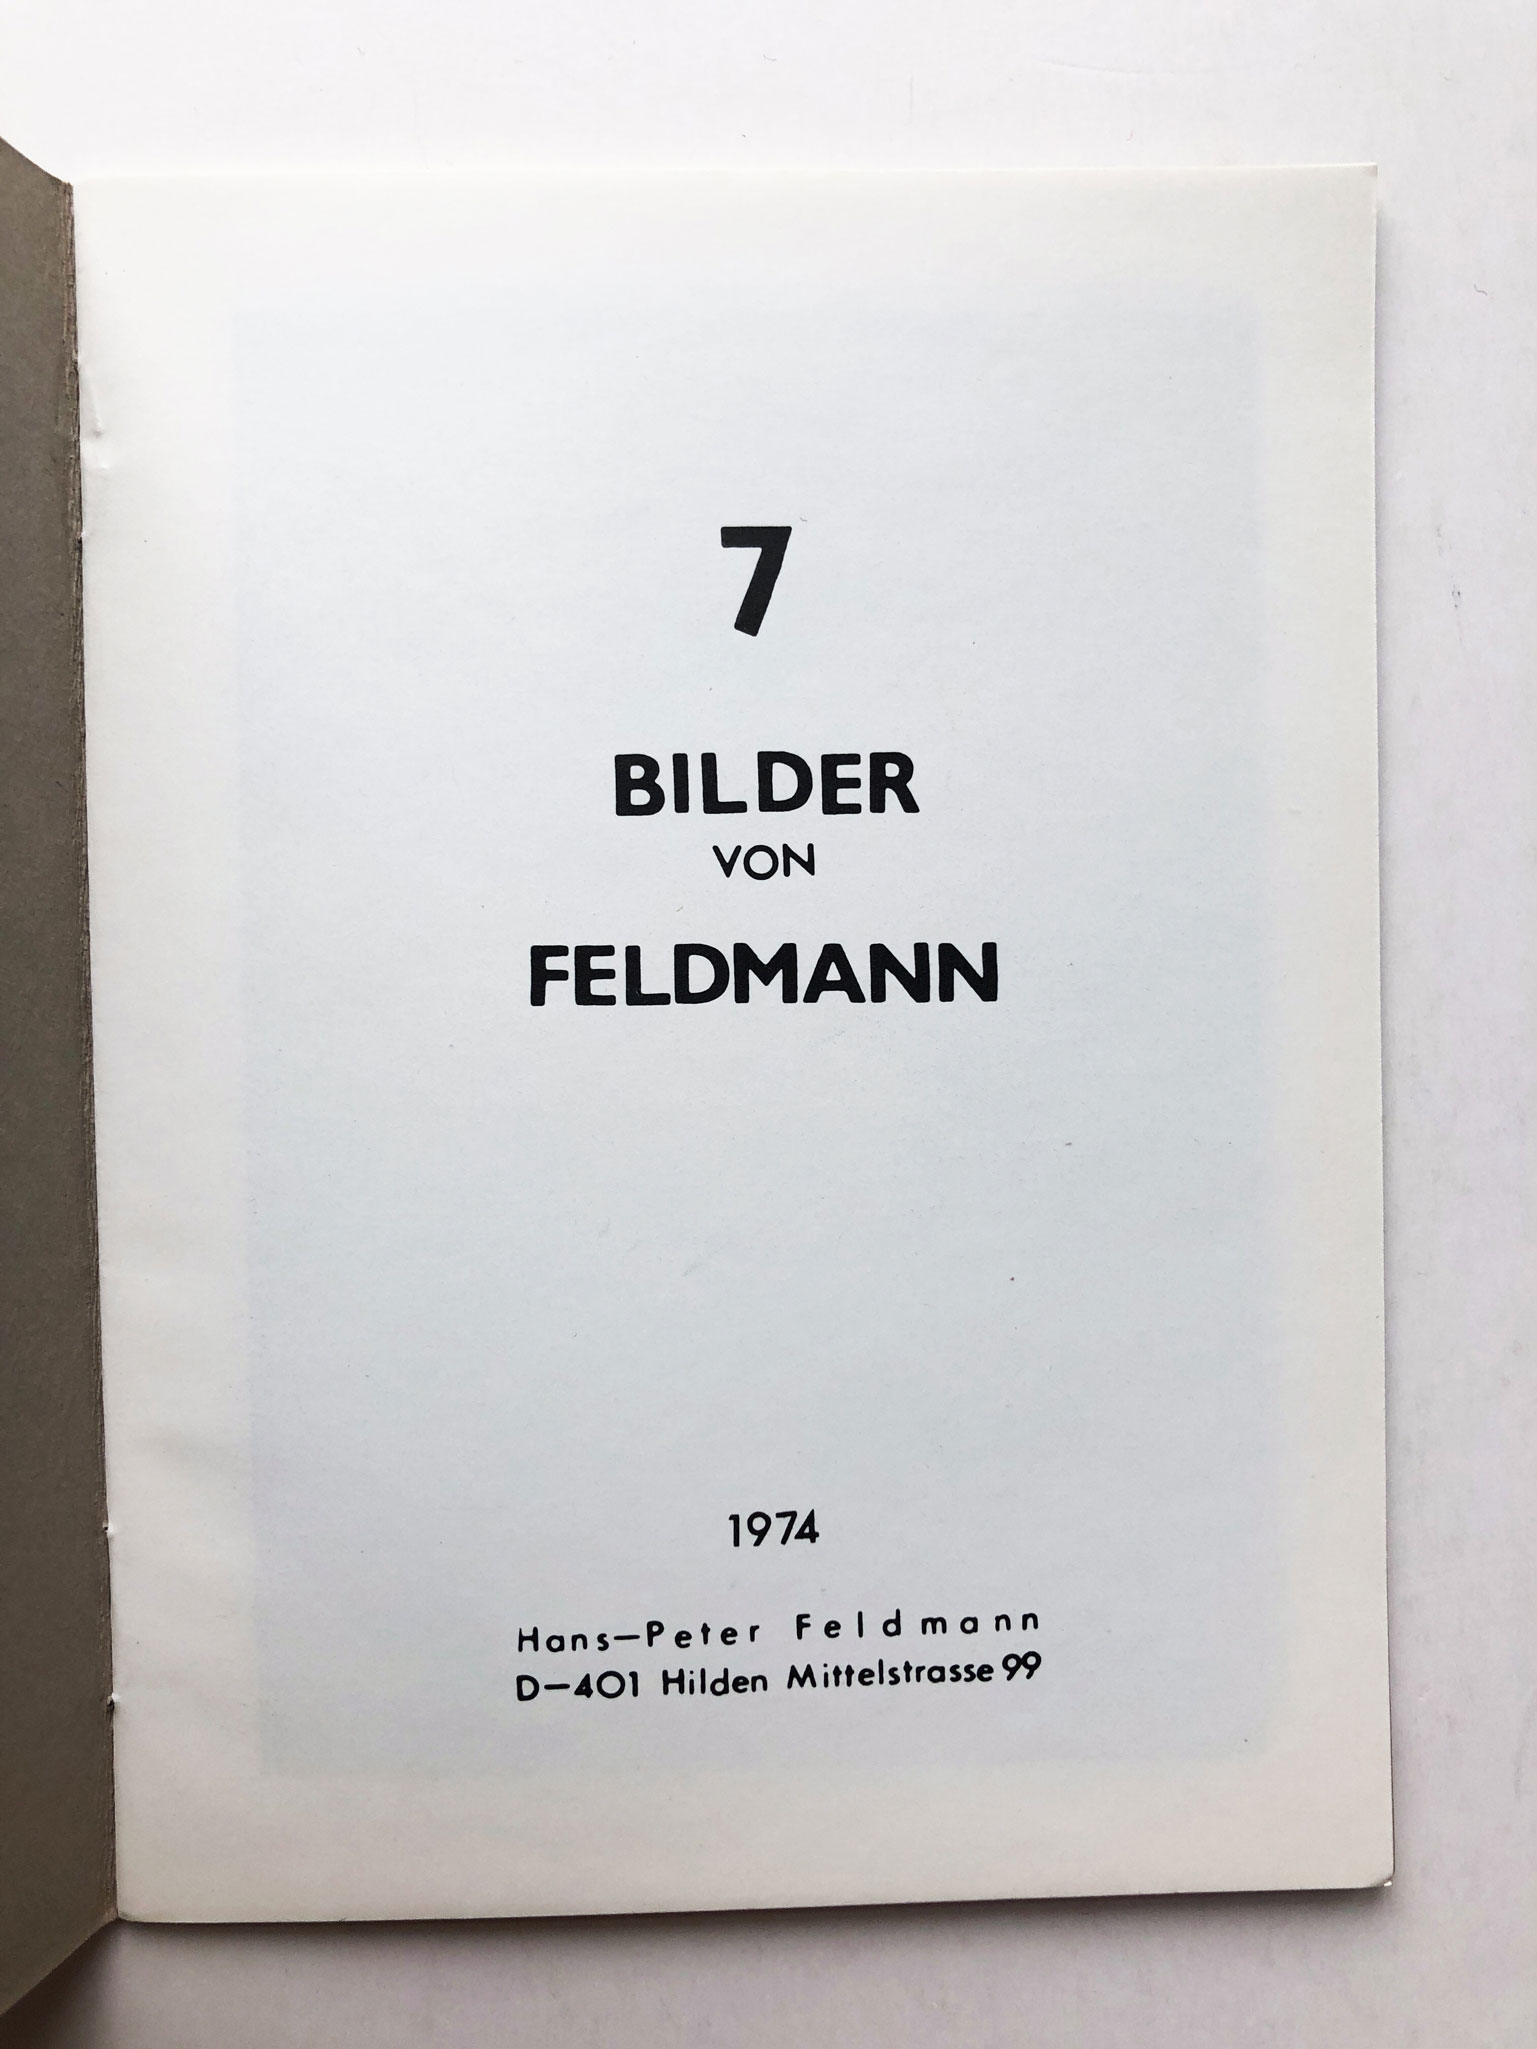 7
BILDER
VON
FELDMANN
1974
Hans—Peter Feldmann
D—401 Hilden Mittelstrasse 99